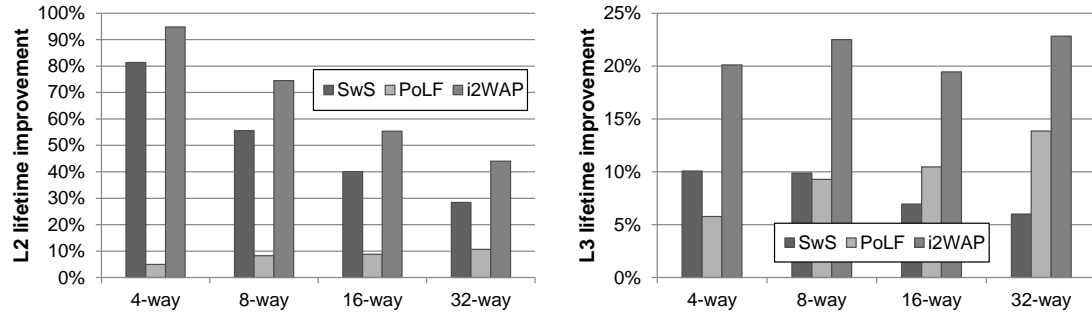 L2 lifetime improvement
100%
90%
80%
70%
60%
50%
40%
30%
20%
10%
0%
SwS PoLF i2WAP
4-way 8-way 16-way 32-way
L3 lifetime improvement
25%
20%
15%
10%
5%
0%
SwS PoLF i2WAP
4-way 8-way 16-way 32-way